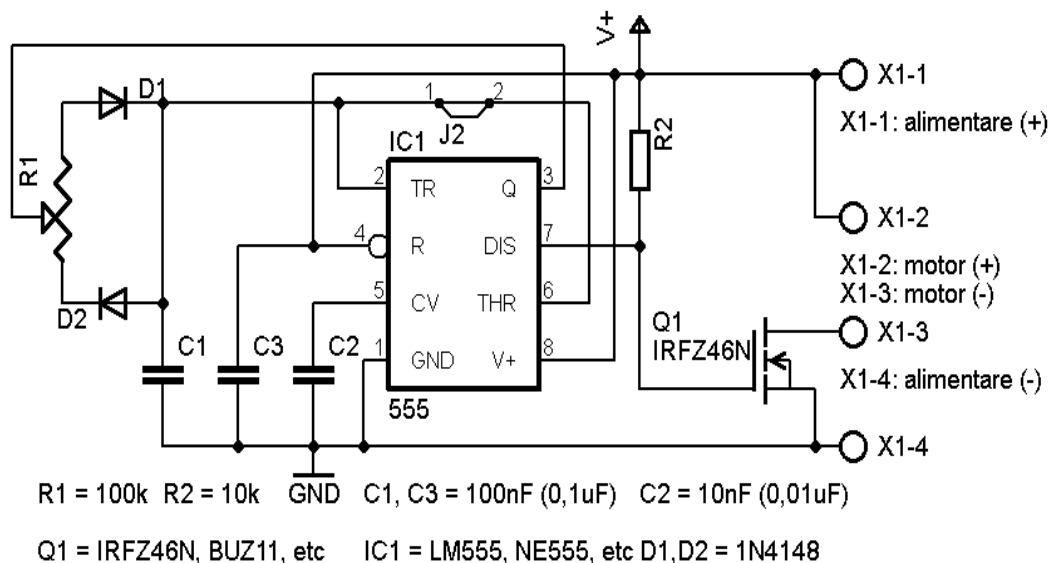 V+
X1-1
X1-1: alimentare (+)
D1
1
2
J2
R2
R1
IC1
2
TR
Q
3
X1-2
4
R
DIS
7
X1-2: motor (+)
X1-3: motor (-)
D2
5
CV
THR
6
Q1
IRFZ46N
X1-3
C1
C3
C2
1
GND
V+
8
X1-4: alimentare (-)
555
X1-4
R1 = 100k R2 = 10k GND C1, C3 = 100nF (0,1uF) C2 = 10nF (0,01uF)
Q1 = IRFZ46N, BUZ11, etc IC1 = LM555, NE555, etc D1,D2 = 1N4148